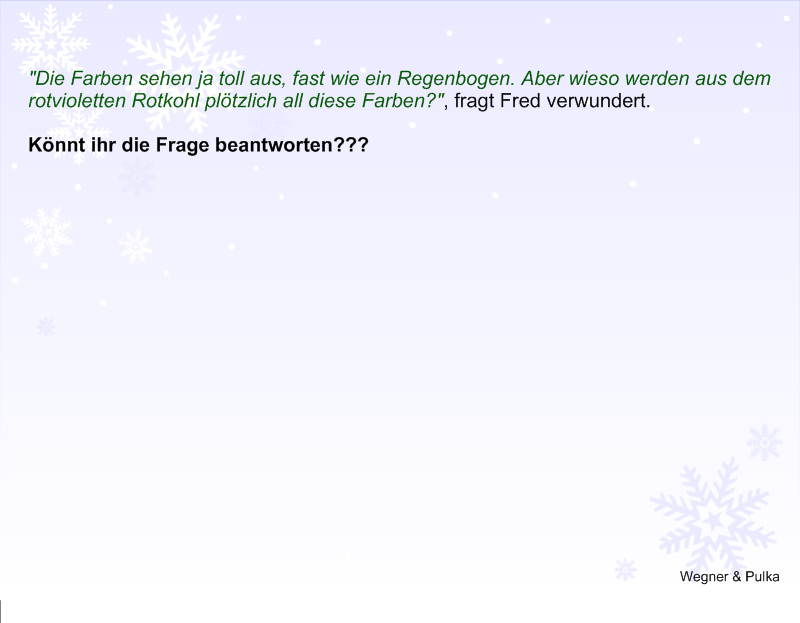 "Die Farben sehen ja toll aus, fast wie ein Regenbogen. Aber wieso werden aus dem
rotvioletten Rotkohl plötzlich all diese Farben?", fragt Fred verwundert.
Könnt ihr die Frage beantworten???
Wegner & Pulka